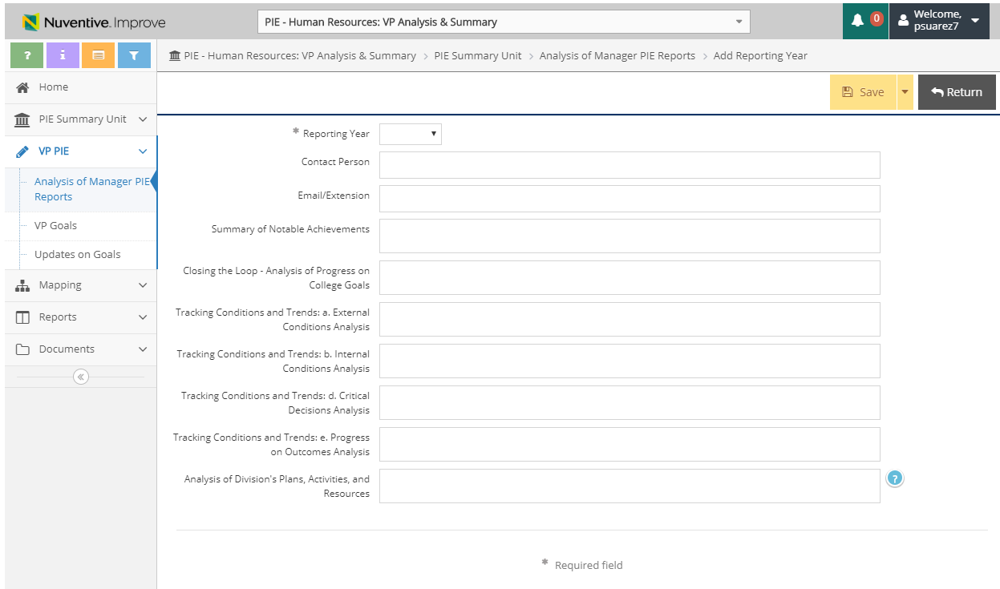 Nuventive. Improve
PIE - Human Resources: VP Analysis & Summary
0
Welcome,
psuarez7
?
i
PIE - Human Resources: VP Analysis & Summary > PIE Summary Unit > Analysis of Manager PIE Reports > Add Reporting Year
Home
PIE Summary Unit
VP PIE
Analysis of Manager PIE
Reports
VP Goals
Updates on Goals
Mapping
Reports
Documents
Save
Return
* Reporting Year
Contact Person
Email/Extension
Summary of Notable Achievements
Closing the Loop - Analysis of Progress on
College Goals
Tracking Conditions and Trends: a. External
Conditions Analysis
Tracking Conditions and Trends: b. Internal
Conditions Analysis
Tracking Conditions and Trends: d. Critical
Decisions Analysis
Tracking Conditions and Trends: e. Progress
on Outcomes Analysis
Analysis of Division's Plans, Activities, and
Resources
?
* Required field